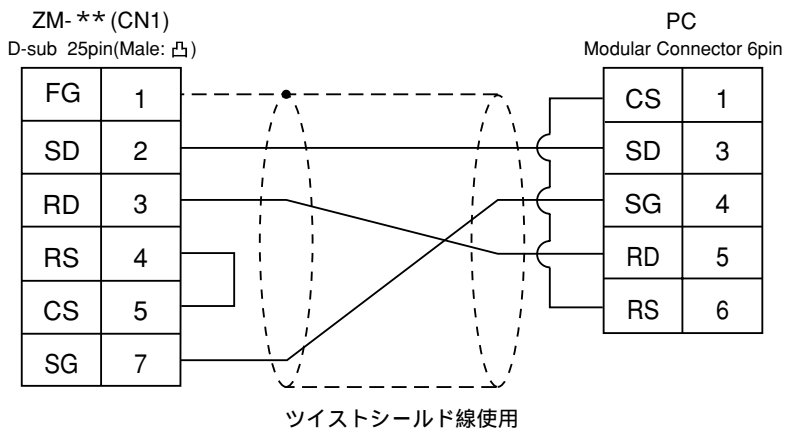 ZM-**(CN1)
D-sub 25pin(Male: 凸)
FG 1
SD 2
RD 3
RS 4
CS 5
SG 7
PC
Modular Connector 6pin
CS 1
SD 3
SG 4
RD 5
RS 6
ツイストシールド線使用